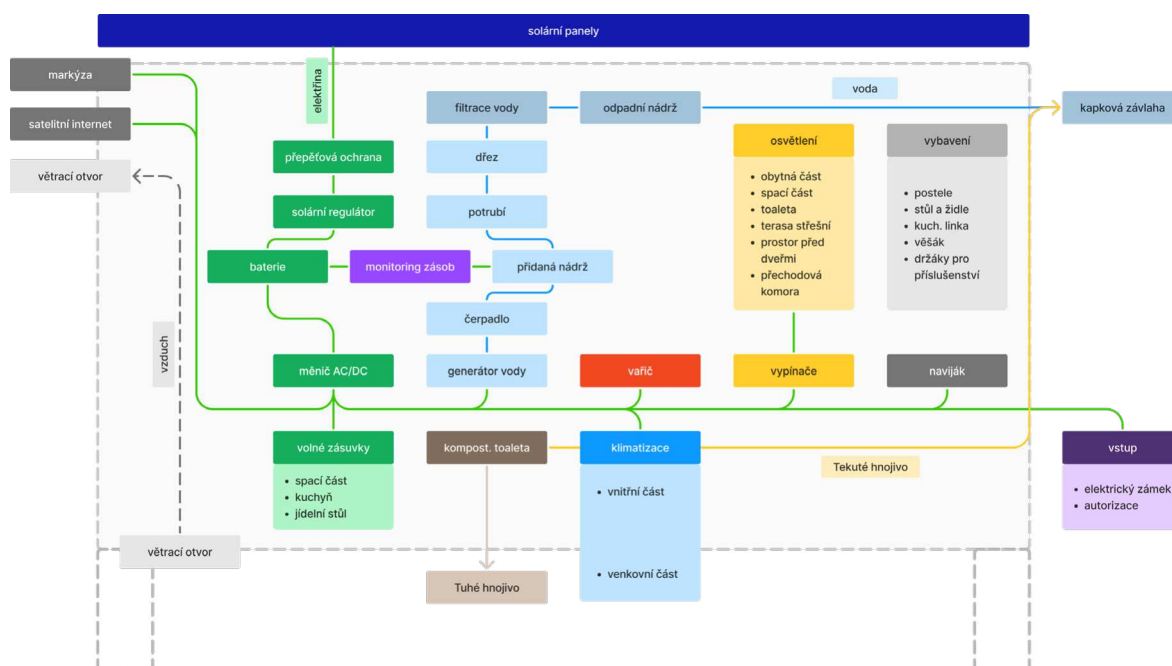 solární panely
markýza
elektřina
voda
satelitní internet
filtrace vody
odpadní nádrž
kapková závlaha
větrací otvor
přepěťová ochrana
dřez
osvětlení
vybavení
solární regulátor
potrubí
• obytná část
• spací část
• toaleta
• terasa střešní
• prostor před
dveřmi
• přechodová
komora
• postele
• stůl a židle
• kuch. linka
• věšák
• držáky pro
příslušenství
baterie
monitoring zásob
přidaná nádrž
čerpadlo
vzduch
měnič AC/DC
generátor vody
vařič
vypínače
naviják
volné zásuvky
• spací část
• kuchyň
• jídelní stůl
kompost. toaleta
klimatizace
• vnitřní část
• venkovní část
Tekuté hnojivo
vstup
• elektrický zámek
• autorizace
větrací otvor
Tuhé hnojivo